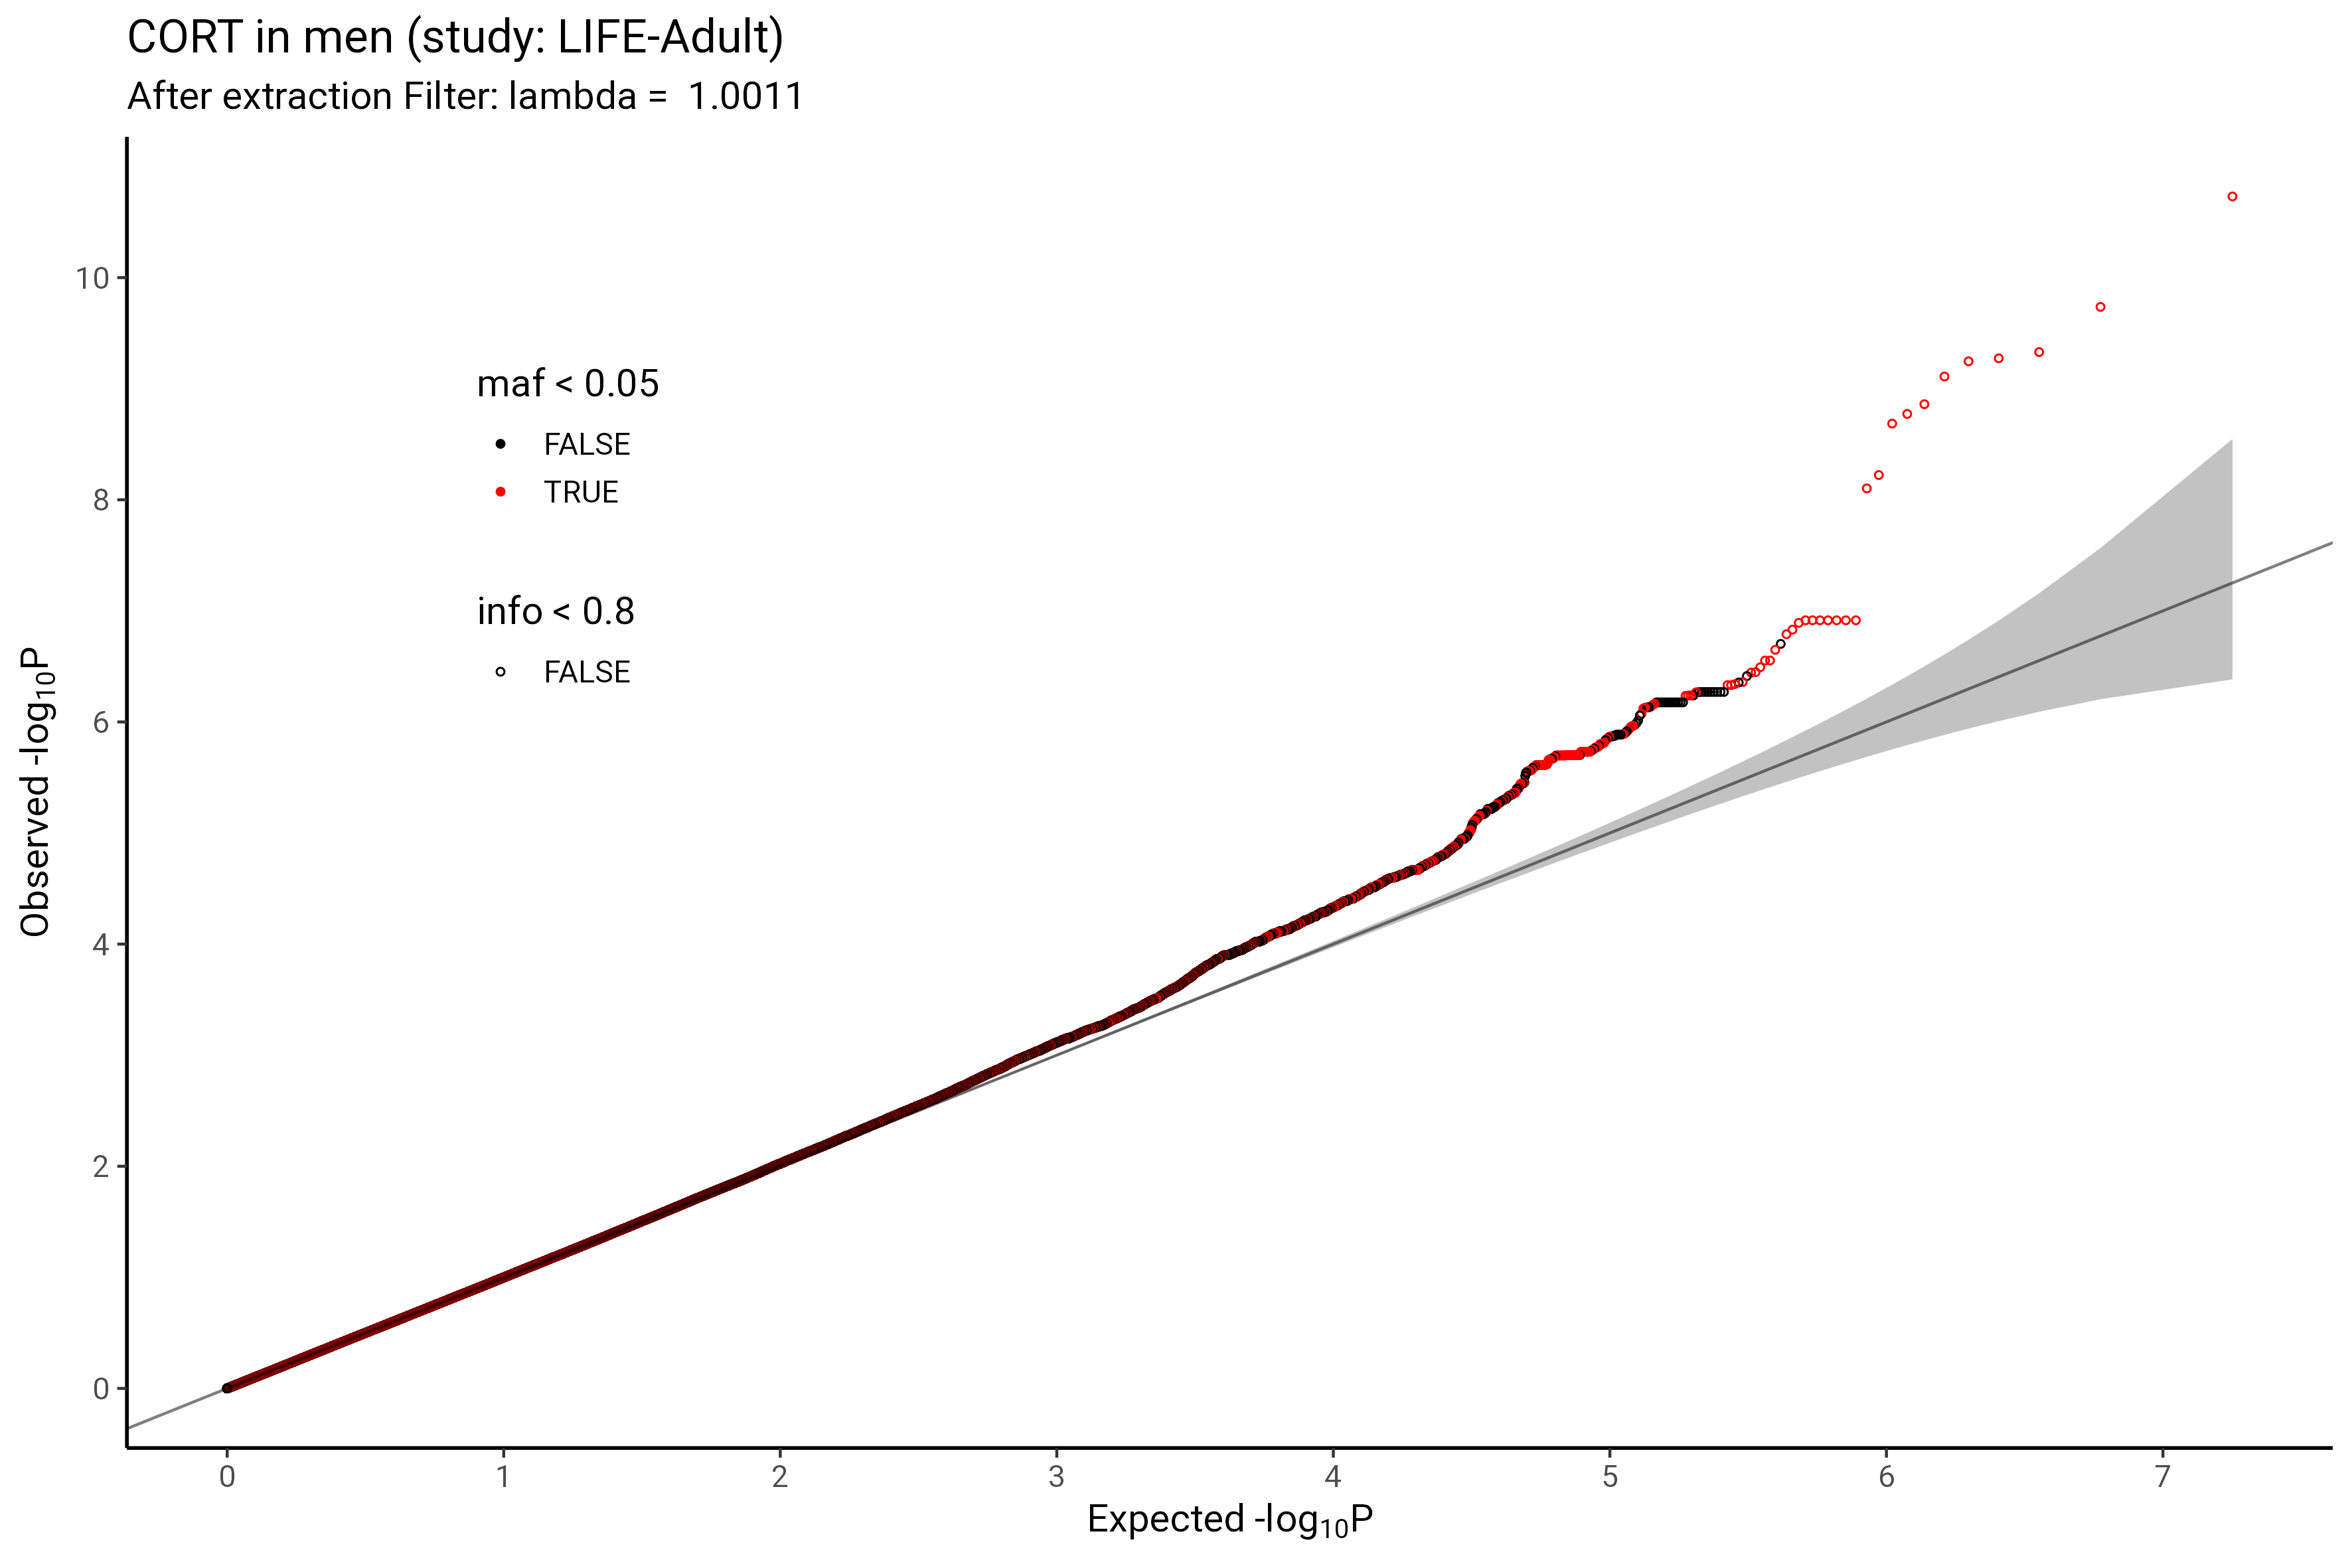 CORT in men (study: LIFE-Adult)
After extraction Filter: lambda =  1.0011
10
8
6
4
2
0
Observed -log10P
maf < 0.05
FALSE
TRUE
info < 0.8
FALSE
0 1 2 3 4 5 6 7
Expected -log10P